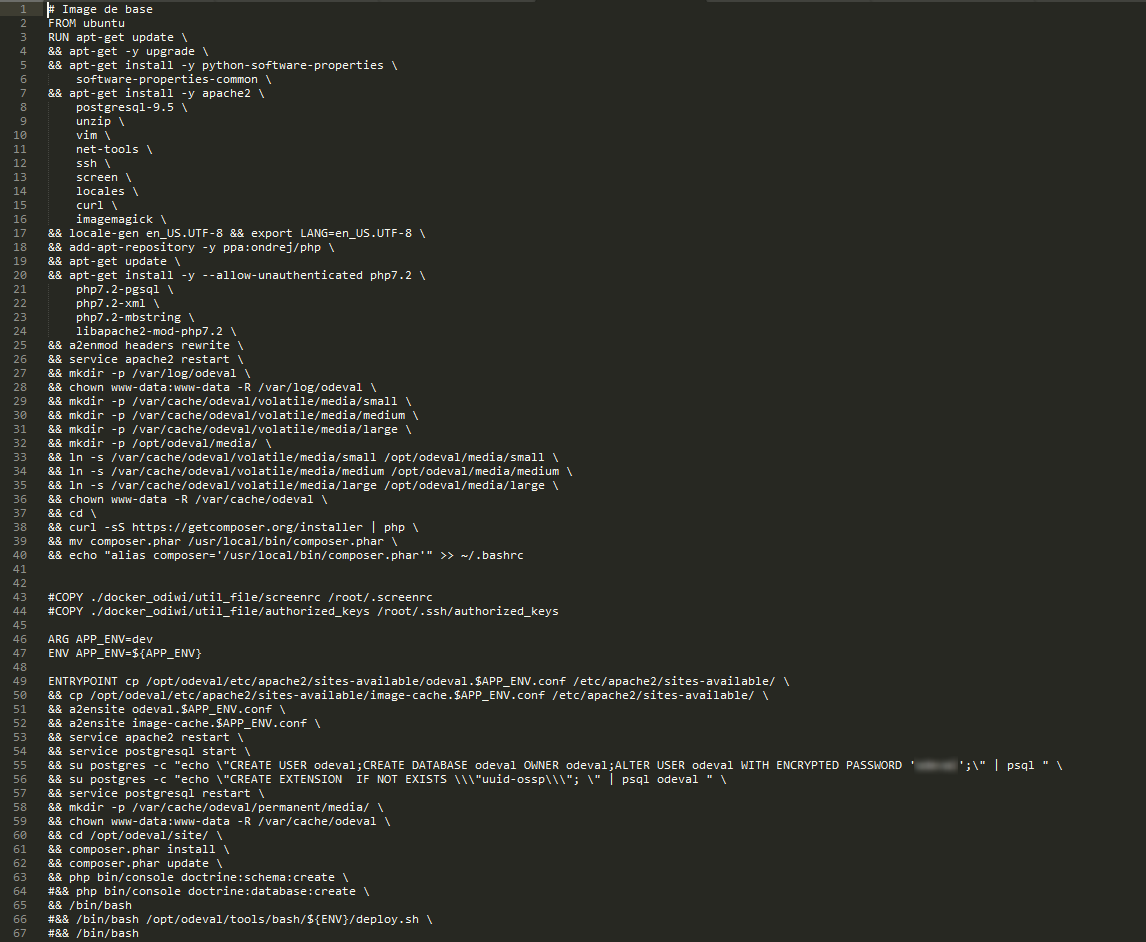 1 # Image de base
2 FROM ubuntu
3 RUN apt-get update \
4 && apt-get -y upgrade \
5 && apt-get install -y python-software-properties \
6 software-properties-common \
7 && apt-get install -y apache2 \
8 postgresql-9.5 \
9 unzip \
10 vim \
11 net-tools \
12 ssh \
13 screen \
14 locales \
15 curl \
16 imagemagick \
17 && locale-gen en_US.UTF-8 && export LANG=en_US.UTF-8 \
18 && add-apt-repository -y ppa:ondrej/php \
19 && apt-get update \
20 && apt-get install -y --allow-unauthenticated php7.2 \
21 php7.2-pgsql \
22 php7.2-xml \
23 php7.2-mbstring \
24 libapache2-mod-php7.2 \
25 && a2enmod headers rewrite \
26 && service apache2 restart \
27 && mkdir -p /var/log/odeval \
28 && chown www-data:www-data -R /var/log/odeval \
29 && mkdir -p /var/cache/odeval/volatile/media/small \
30 && mkdir -p /var/cache/odeval/volatile/media/medium \
31 && mkdir -p /var/cache/odeval/volatile/media/large \
32 && mkdir -p /opt/odeval/media/ \
33 && ln -s /var/cache/odeval/volatile/media/small /opt/odeval/media/small \
34 && ln -s /var/cache/odeval/volatile/media/medium /opt/odeval/media/medium \
35 && ln -s /var/cache/odeval/volatile/media/large /opt/odeval/media/large \
36 && chown www-data -R /var/cache/odeval \
37 && cd \
38 && curl -sS https://getcomposer.org/installer | php \
39 && mv composer.phar /usr/local/bin/composer.phar \
40 && echo "alias composer='/usr/local/bin/composer.phar'" >> ~/.bashrc
41
42
43 #COPY ./docker_odiwi/util_file/screenrc /root/.screenrc
44 #COPY ./docker_odiwi/util_file/authorized_keys /root/.ssh/authorized_keys
45
46 ARG APP_ENV=dev
47 ENV APP_ENV=${APP_ENV}
48
49 ENTRYPOINT cp /opt/odeval/etc/apache2/sites-available/odeval.$APP_ENV.conf /etc/apache2/sites-available/ \
50 && cp /opt/odeval/etc/apache2/sites-available/image-cache.$APP_ENV.conf /etc/apache2/sites-available/ \
51 && a2ensite odeval.$APP_ENV.conf \
52 && a2ensite image-cache.$APP_ENV.conf \
53 && service apache2 restart \
54 && service postgresql start \
55 && su postgres -c "echo \"CREATE USER odeval;CREATE DATABASE odeval OWNER odeval;ALTER USER odeval WITH ENCRYPTED PASSWORD ' ';\" | psql " \
56 && su postgres -c "echo \"CREATE EXTENSION  IF NOT EXISTS \\\"uuid-ossp\\\"; \" | psql odeval " \
57 && service postgresql restart \
58 && mkdir -p /var/cache/odeval/permanent/media/ \
59 && chown www-data:www-data -R /var/cache/odeval \
60 && cd /opt/odeval/site/ \
61 && composer.phar install \
62 && composer.phar update \
63 && php bin/console doctrine:schema:create \
64 #&& php bin/console doctrine:database:create \
65 && /bin/bash
66 #&& /bin/bash /opt/odeval/tools/bash/${ENV}/deploy.sh \
67 #&& /bin/bash